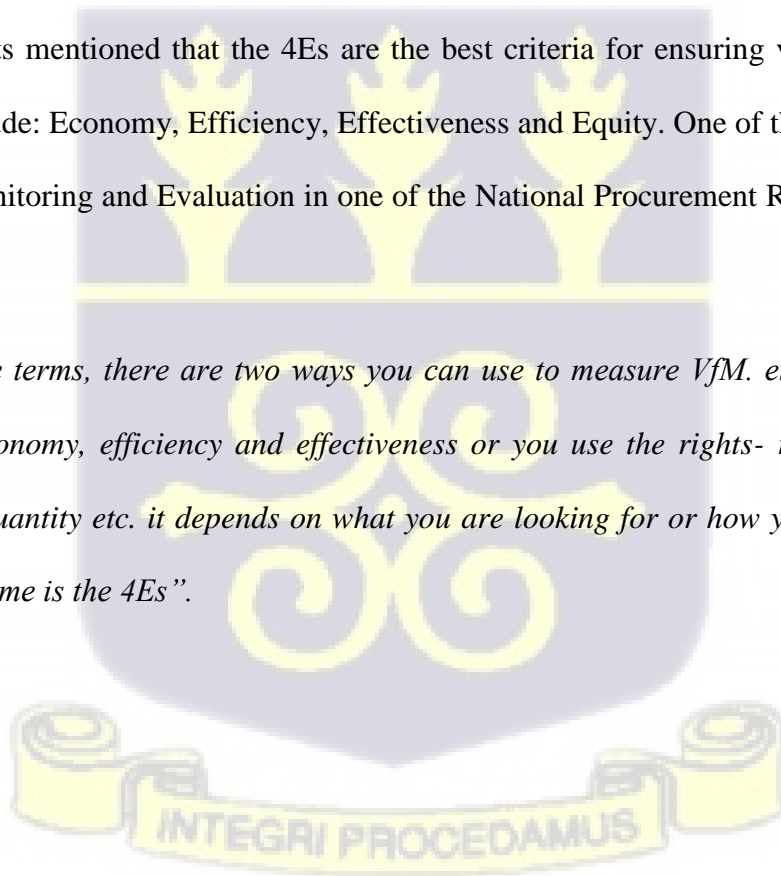 ts mentioned that the 4Es are the best criteria for ensuring v
de: Economy, Efficiency, Effectiveness and Equity. One of th
nitoring and Evaluation in one of the National Procurement R
e terms, there are two ways you can use to measure VfM. e
onomy, efficiency and effectiveness or you use the rights- r
uantity etc. it depends on what you are looking for or how y
me is the 4Es”.
INTEGRI PROCEDAMUS